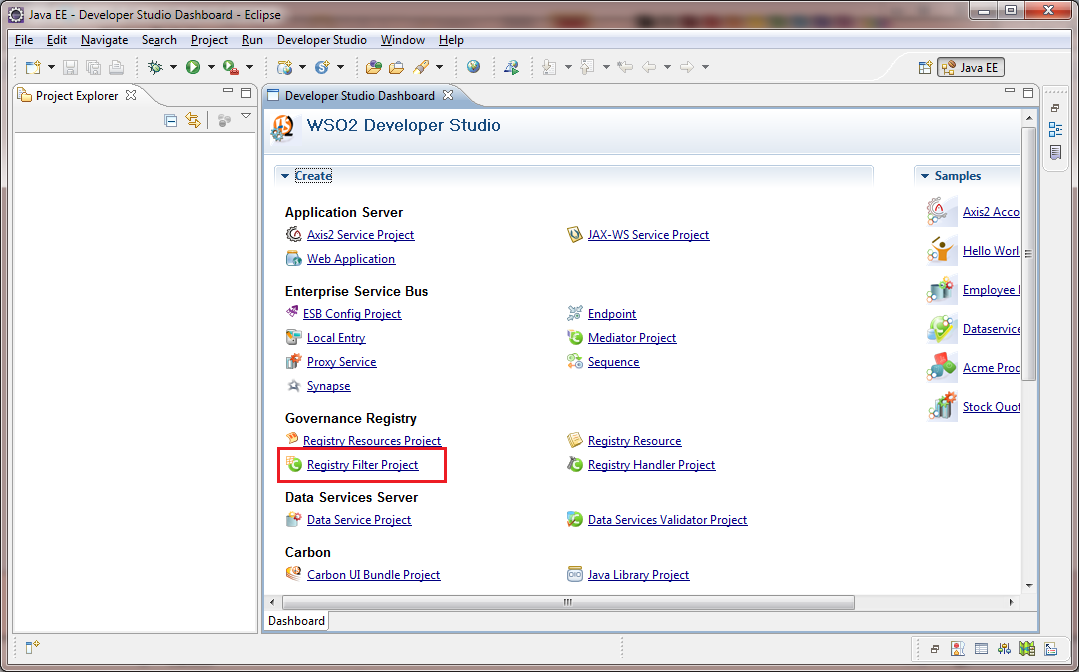 Java EE - Developer Studio Dashboard - Eclipse
File Edit Navigate Search Project Run Developer Studio Window Help
Java EE
Project Explorer
Developer Studio Dashboard
WSO2 Developer Studio
Create
Samples
Application Server
Axis2 Service Project
JAX-WS Service Project
Axis2 Acco
Web Application
Hello Worl
Enterprise Service Bus
Employee
ESB Config Project
Endpoint
Local Entry
Mediator Project
Dataservice
Proxy Service
Sequence
Acme Proc
Synapse
Stock Quot
Governance Registry
Registry Resources Project
Registry Resource
Registry Filter Project
Registry Handler Project
Data Services Server
Data Service Project
Data Services Validator Project
Carbon
Carbon UI Bundle Project
Java Library Project
Dashboard